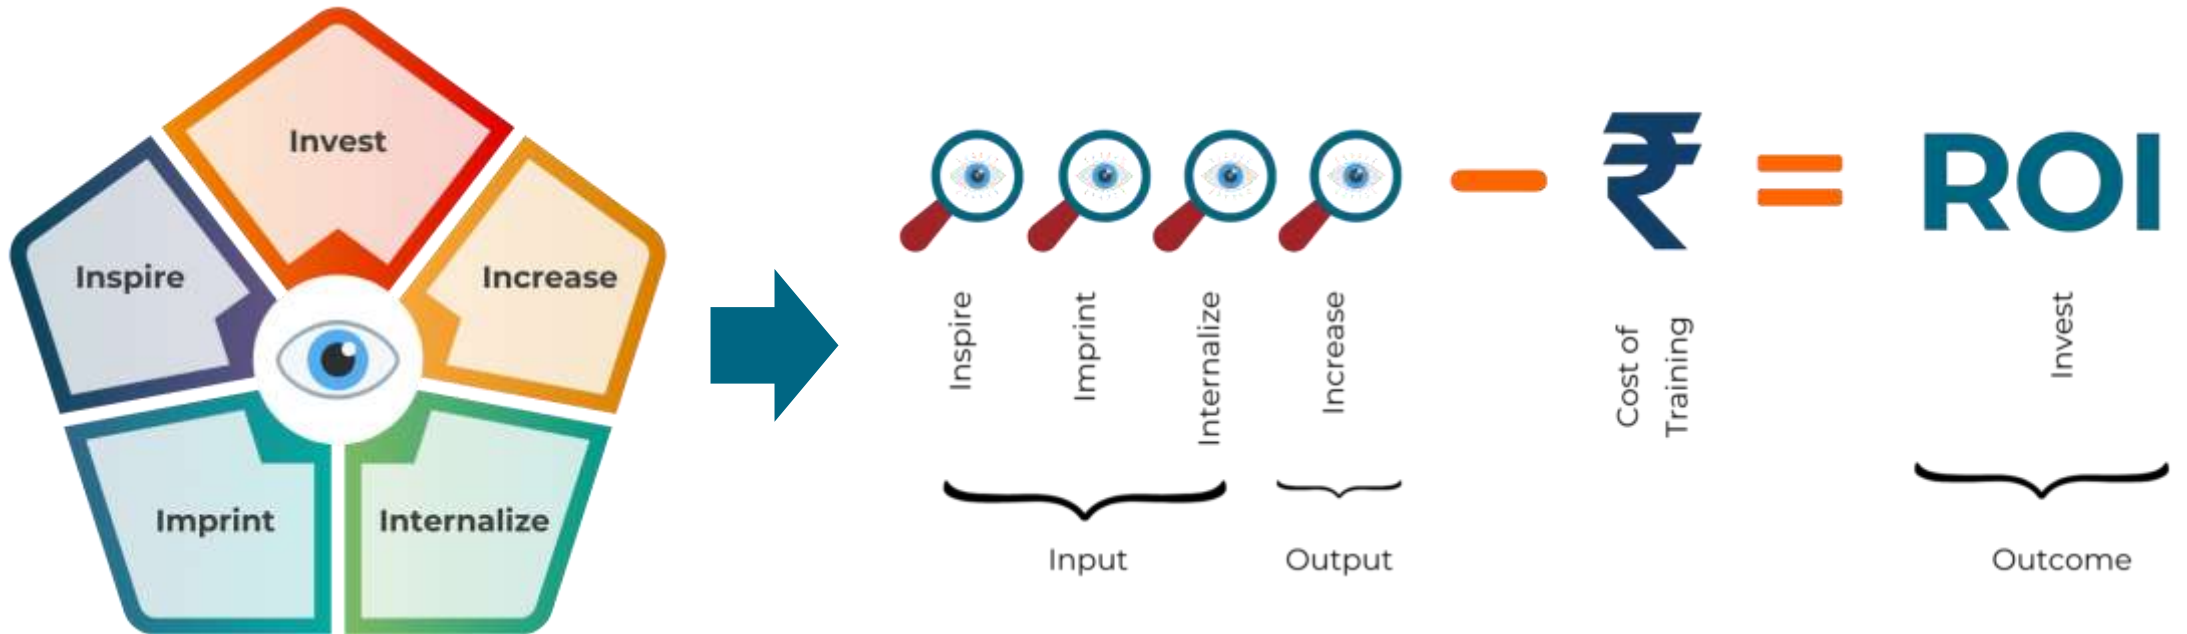 Invest
Inspire
Increase
Imprint
Internalize
− ₹ = ROI
Inspire
Imprint
Internalize
Increase
Cost of
Training
Invest
Input
Output
Outcome